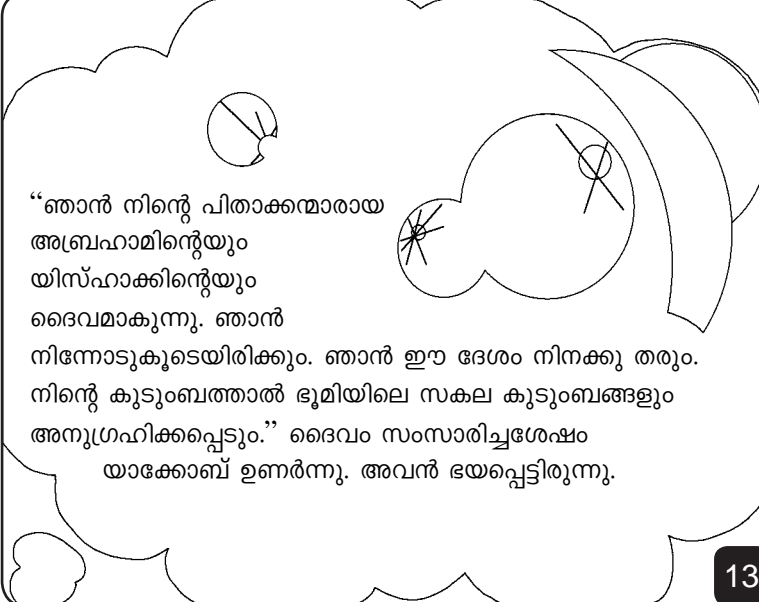 ‘‘ഞാൻ നിന്റെ പിതാക്കന്മാരായ
അബ്രഹാമിന്റെയും
യിസ്ഹാക്കിന്റെയും
ദൈവമാകുന്നു. ഞാൻ
നിന്നോടുകൂടെയിരിക്കും. ഞാൻ ഈ ദേശം നിനക്കു തരും.
നിന്റെ കുടുംബത്താൽ ഭൂമിയിലെ സകല കുടുംബങ്ങളും
അനുഗ്രഹിക്കപ്പെടും.’’ ദൈവം സംസാരിച്ചശേഷം
യാക്കോബ് ഉണർന്നു. അവൻ ഭയപ്പെട്ടിരുന്നു.
13